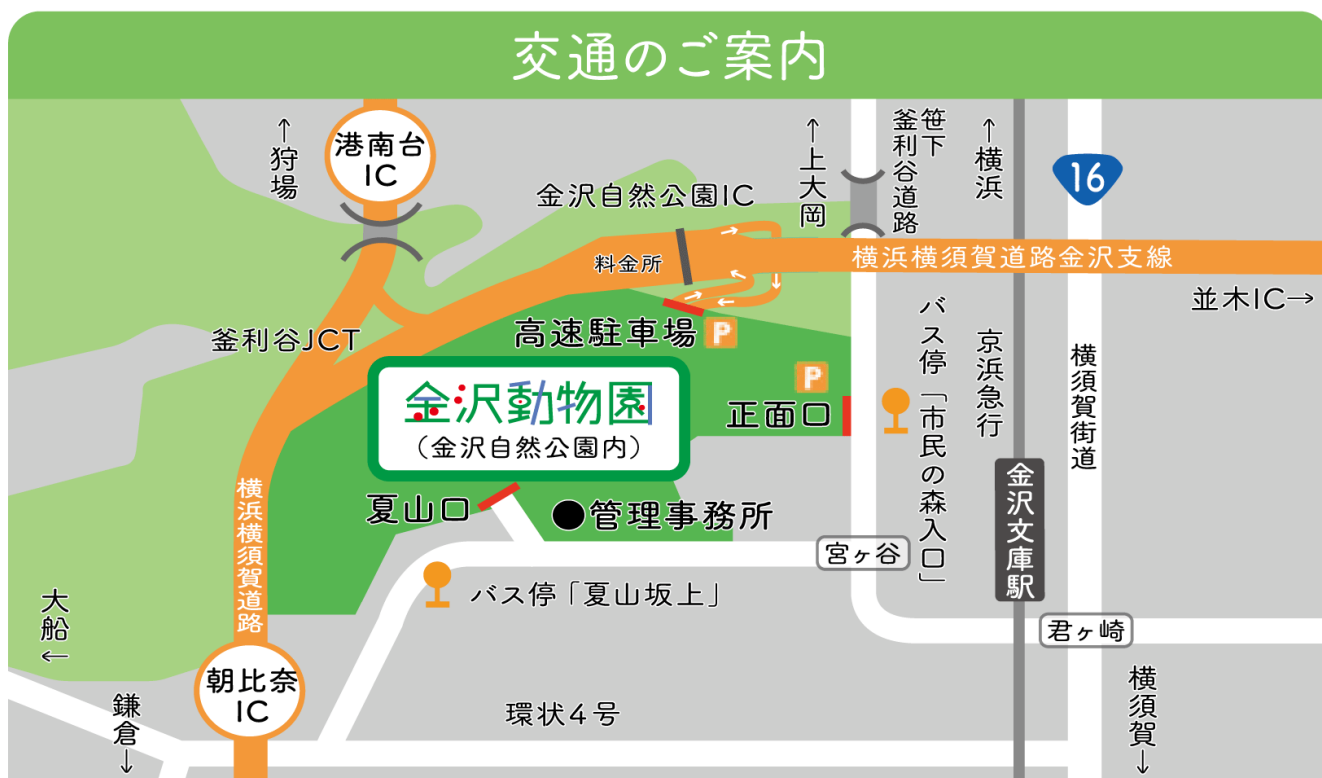 交通のご案内
港南台
IC
←狩場
金沢自然公園IC
料金所
←上大岡
笹下
釜利谷道路
←横浜
16
横浜横須賀道路金沢支線
並木IC→
釜利谷JCT
高速駐車場
P
P
正面口
金沢動物園
(金沢自然公園内)
バス停「市民の森入口」
京浜急行
横須賀街道
金沢文庫駅
夏山口
●管理事務所
横浜横須賀道路
宮ヶ谷
バス停「夏山坂上」
大船
←
君ヶ崎
朝比奈
IC
鎌倉→
環状4号
横須賀→